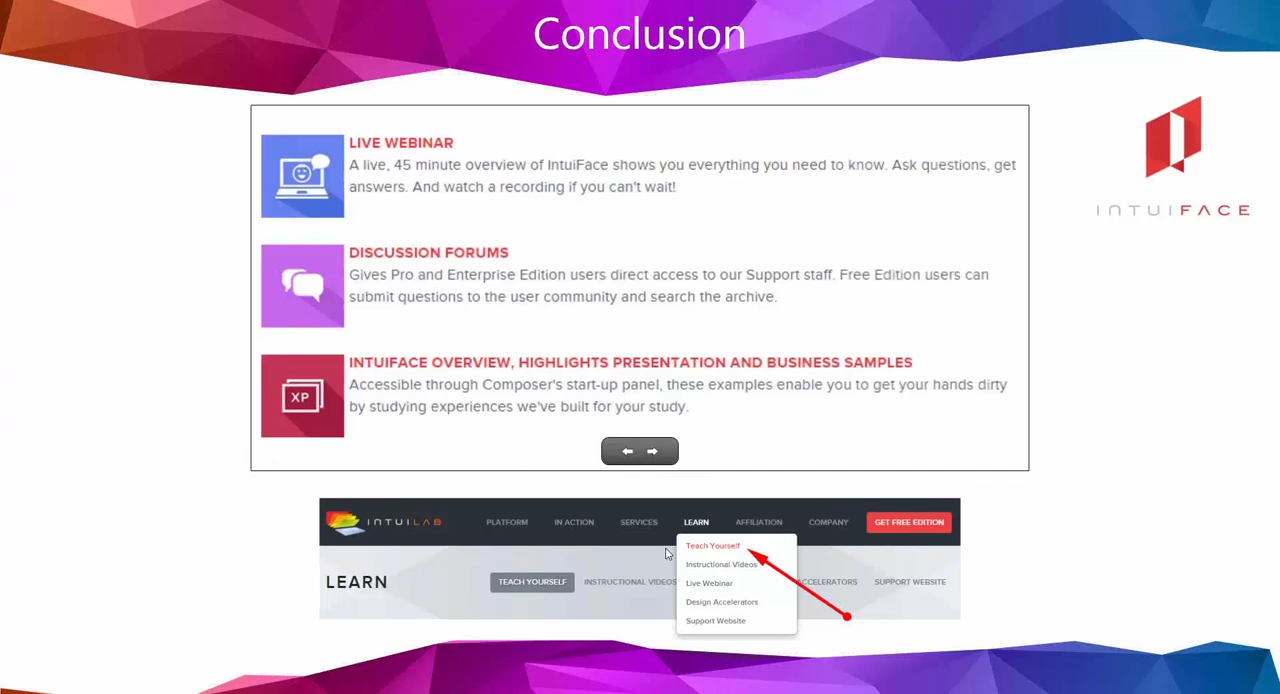 Conclusion
LIVE WEBINAR
A live, 45 minute overview of IntuiFace shows you everything you need to know. Ask questions, get
answers. And watch a recording if you can't wait!
INTUIFACE
DISCUSSION FORUMS
Gives Pro and Enterprise Edition users direct access to our Support staff. Free Edition users can
submit questions to the user community and search the archive.
INTUIFACE OVERVIEW, HIGHLIGHTS PRESENTATION AND BUSINESS SAMPLES
XP
Accessible through Composer's start-up panel, these examples enable you to get your hands dirty
by studying experiences we've built for your study.
INTUILAB PLATFORM IN ACTION SERVICES LEARN AFFILIATION COMPANY GET FREE EDITION
Teach Yourself
Instructional Videos
Live Webinar
Design Accelerators
Support Website
LEARN TEACH YOURSELF INSTRUCTIONAL VIDEOS ACCELERATORS SUPPORT WEBSITE